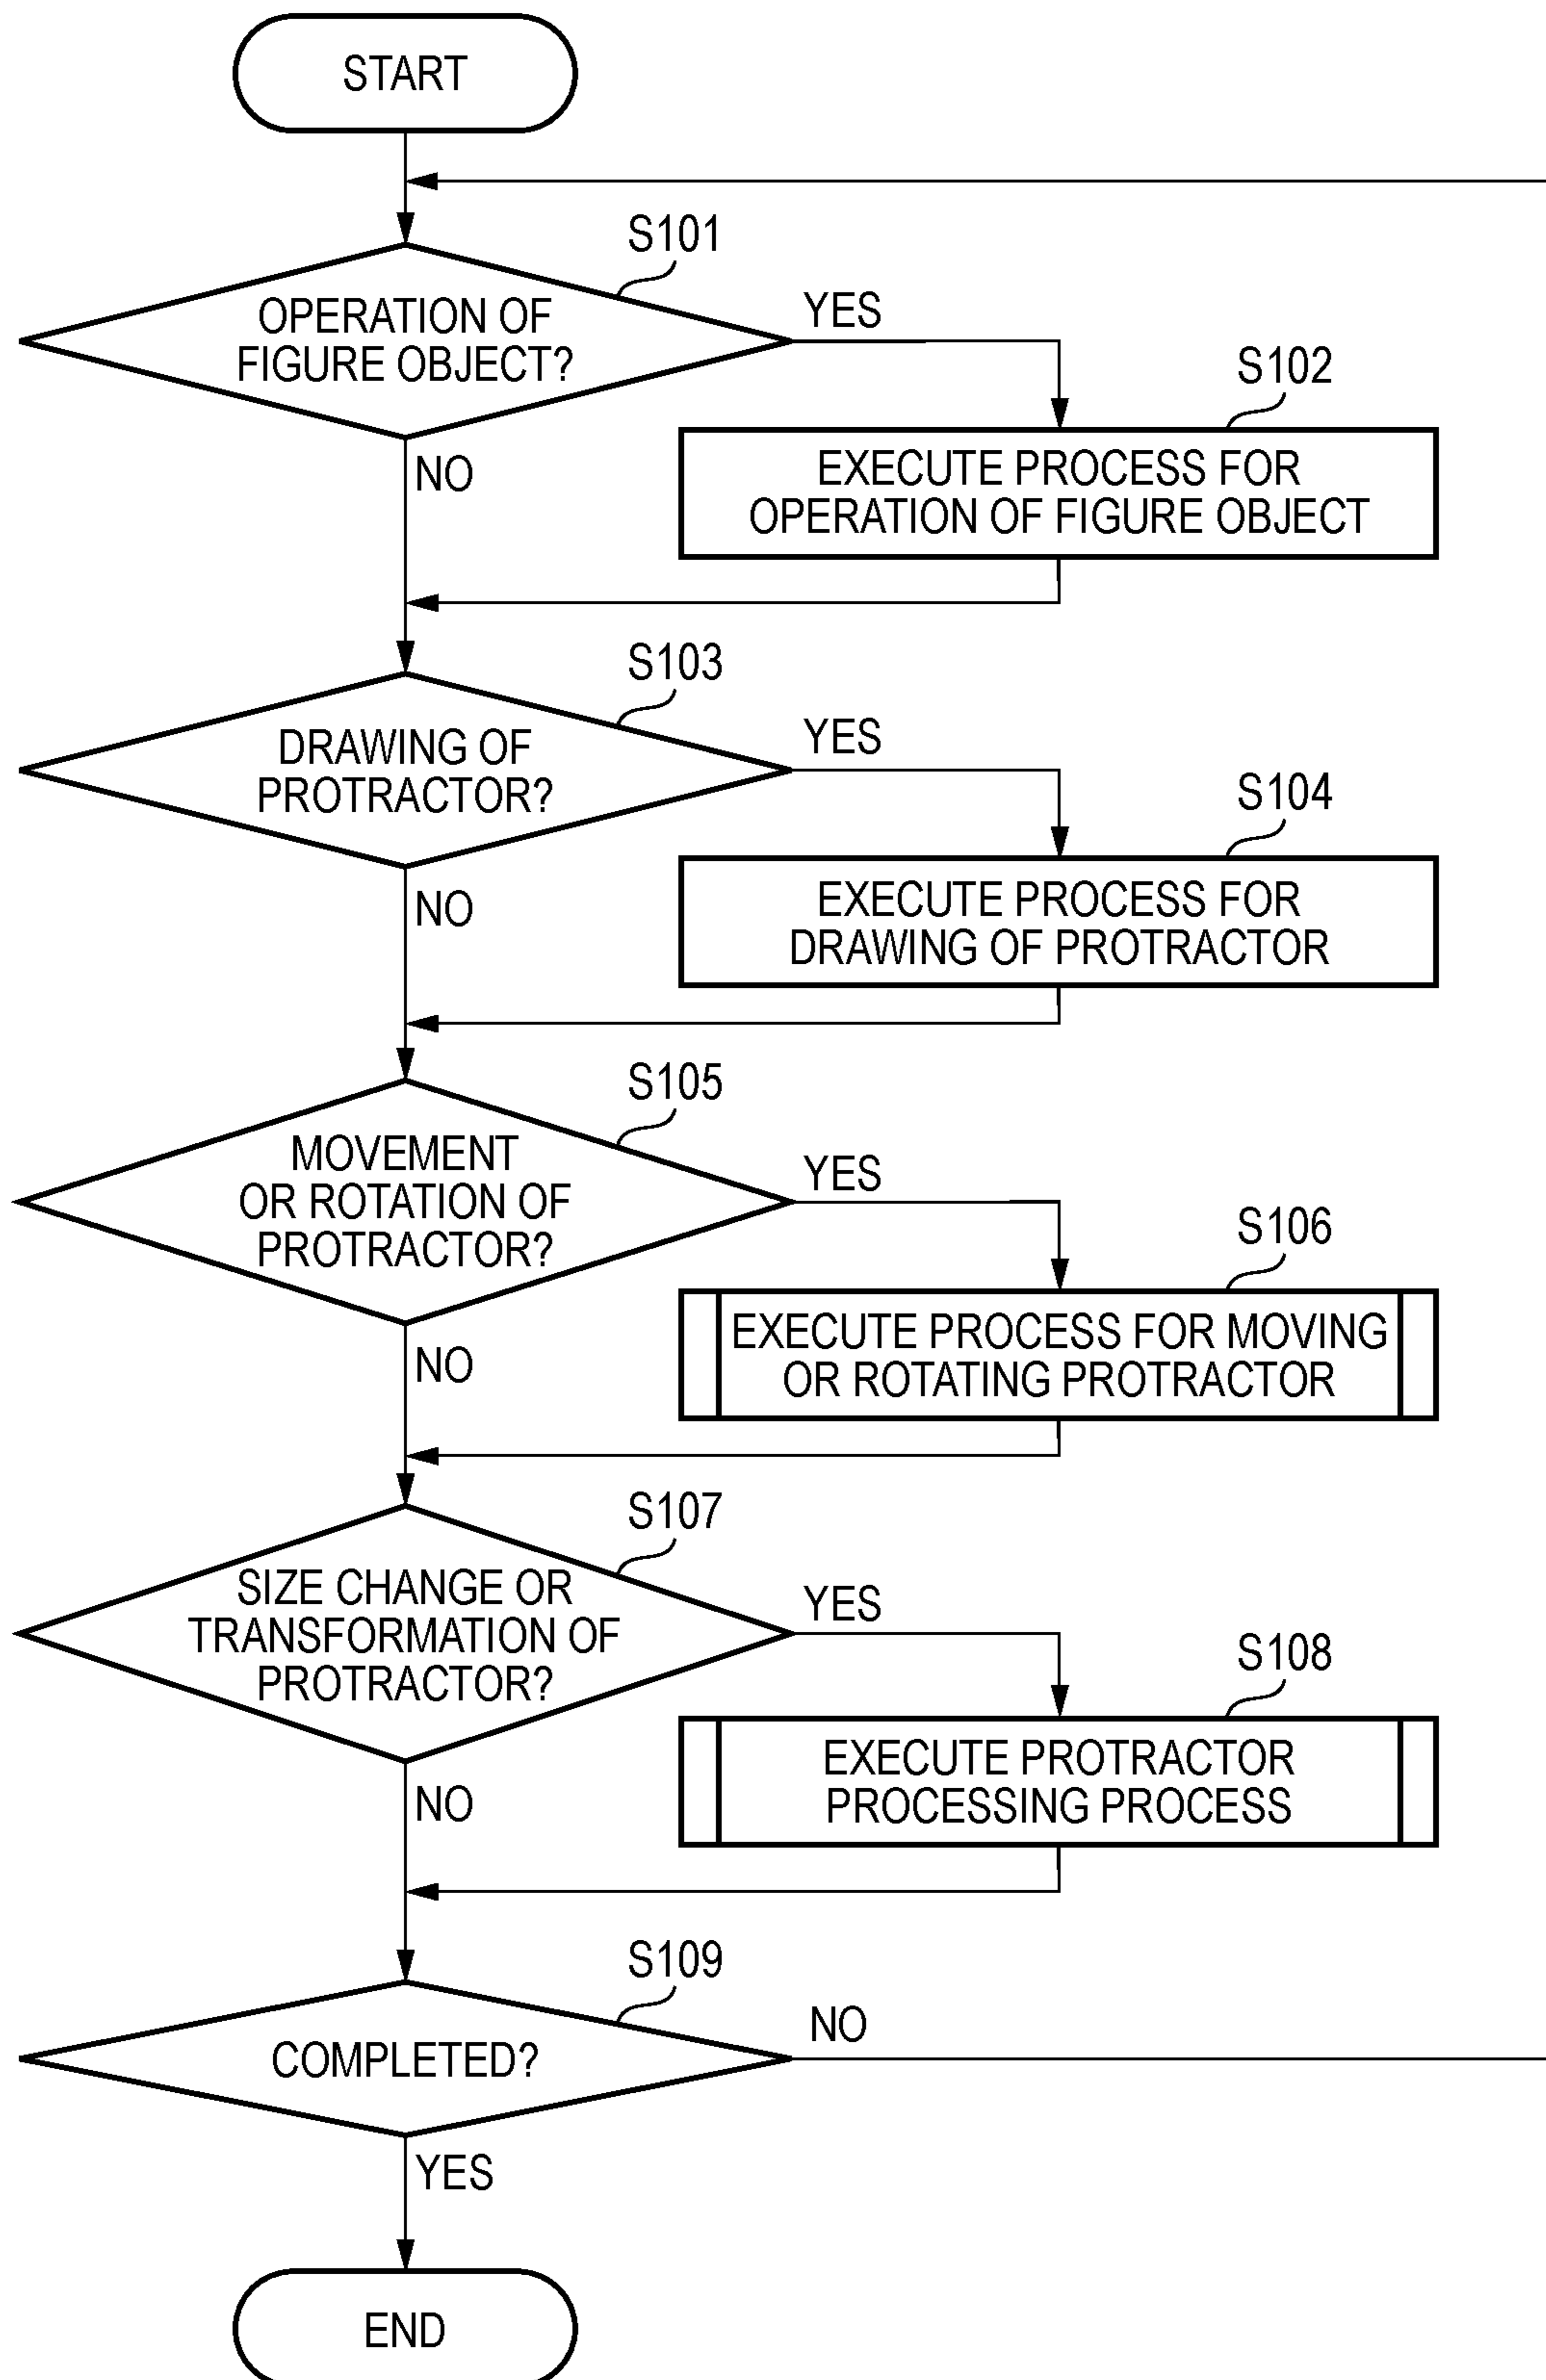 START
S101
OPERATION OF
FIGURE OBJECT?
YES
NO
S102
EXECUTE PROCESS FOR
OPERATION OF FIGURE OBJECT
S103
DRAWING OF
PROTRACTOR?
YES
NO
S104
EXECUTE PROCESS FOR
DRAWING OF PROTRACTOR
S105
MOVEMENT
OR ROTATION OF
PROTRACTOR?
YES
NO
S106
EXECUTE PROCESS FOR MOVING
OR ROTATING PROTRACTOR
S107
SIZE CHANGE OR
TRANSFORMATION OF
PROTRACTOR?
YES
NO
S108
EXECUTE PROTRACTOR
PROCESSING PROCESS
S109
COMPLETED?
NO
YES
END